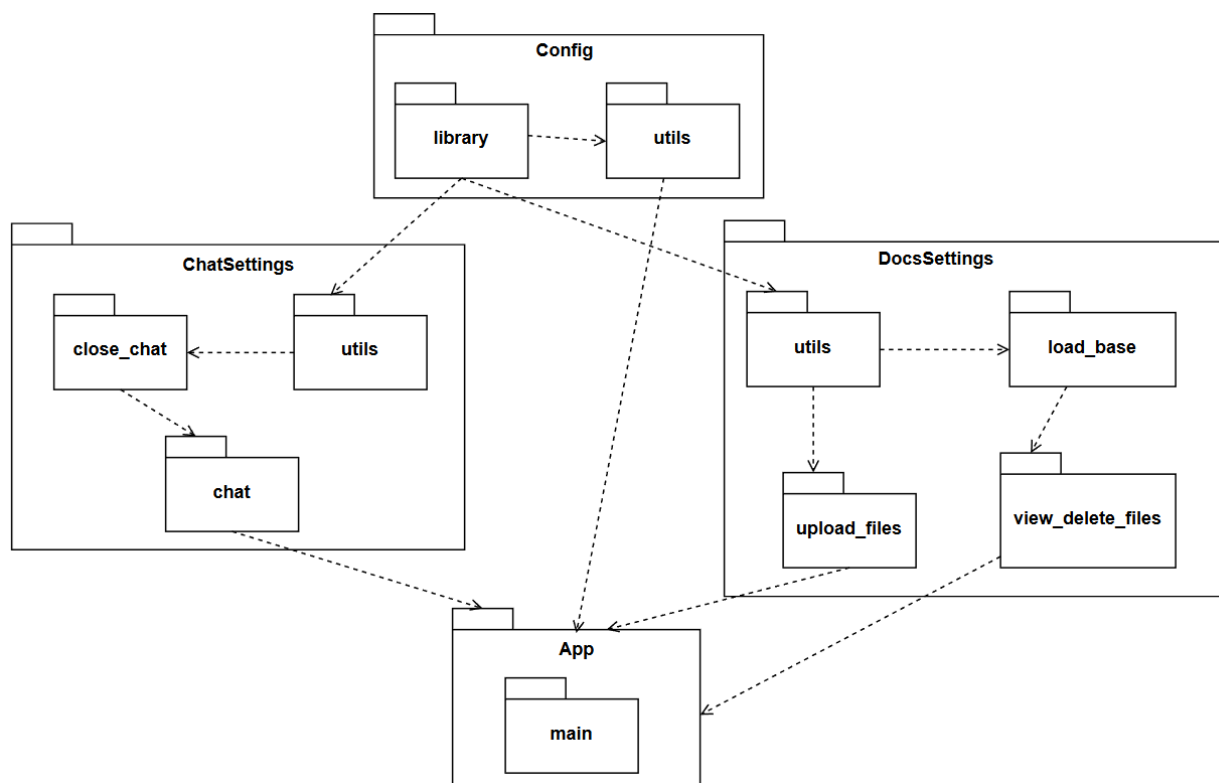 Config
library
utils
ChatSettings
close_chat
utils
chat
DocsSettings
utils
load_base
upload_files
view_delete_files
App
main